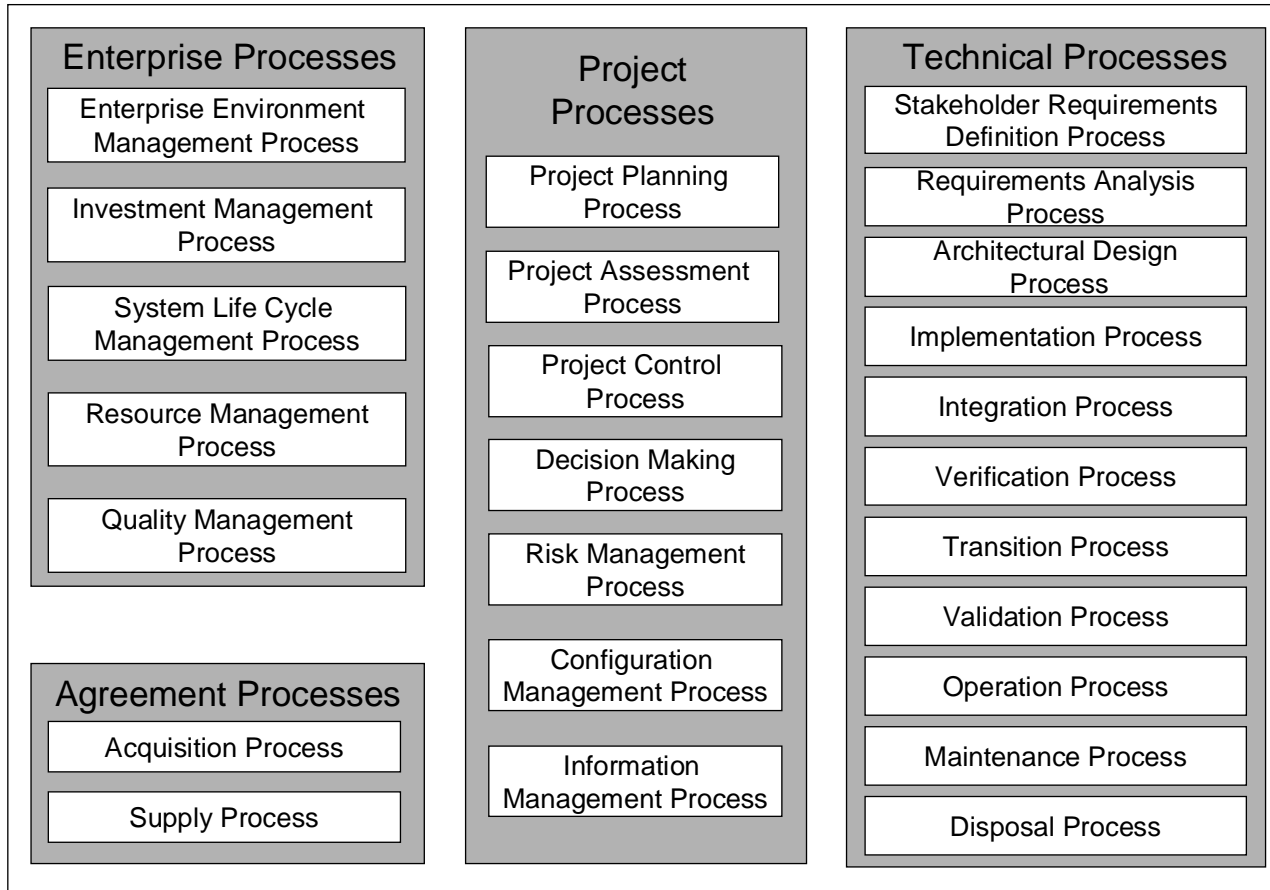 Enterprise Processes
Enterprise Environment
Management Process
Investment Management
Process
System Life Cycle
Management Process
Resource Management
Process
Quality Management
Process
Agreement Processes
Acquisition Process
Supply Process
Project
Processes
Project Planning
Process
Project Assessment
Process
Project Control
Process
Decision Making
Process
Risk Management
Process
Configuration
Management Process
Information
Management Process
Technical Processes
Stakeholder Requirements
Definition Process
Requirements Analysis
Process
Architectural Design
Process
Implementation Process
Integration Process
Verification Process
Transition Process
Validation Process
Operation Process
Maintenance Process
Disposal Process